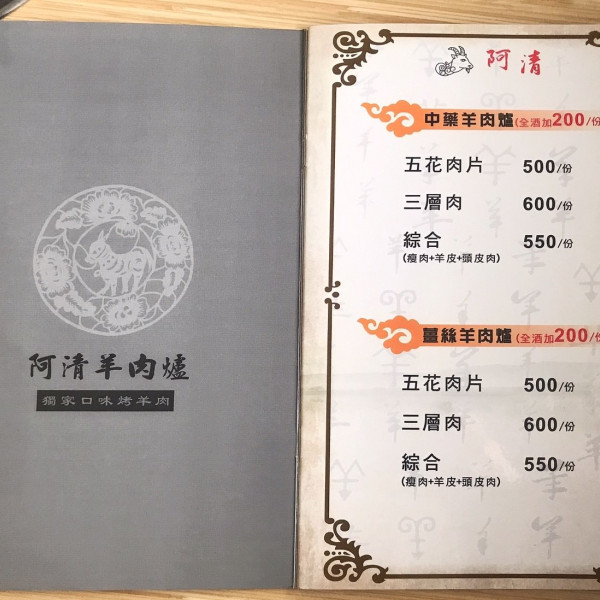 阿清羊肉爐
獨家口味烤羊肉
阿清
中藥羊肉爐(全酒加200/份
五花肉片 500/份
三層肉 600/份
綜合 550/份
(瘦肉+羊皮+頭皮肉)
薑絲羊肉爐(全酒加200/份
五花肉片 500/份
三層肉 600/份
綜合 550/份
(瘦肉+羊皮+頭皮肉)